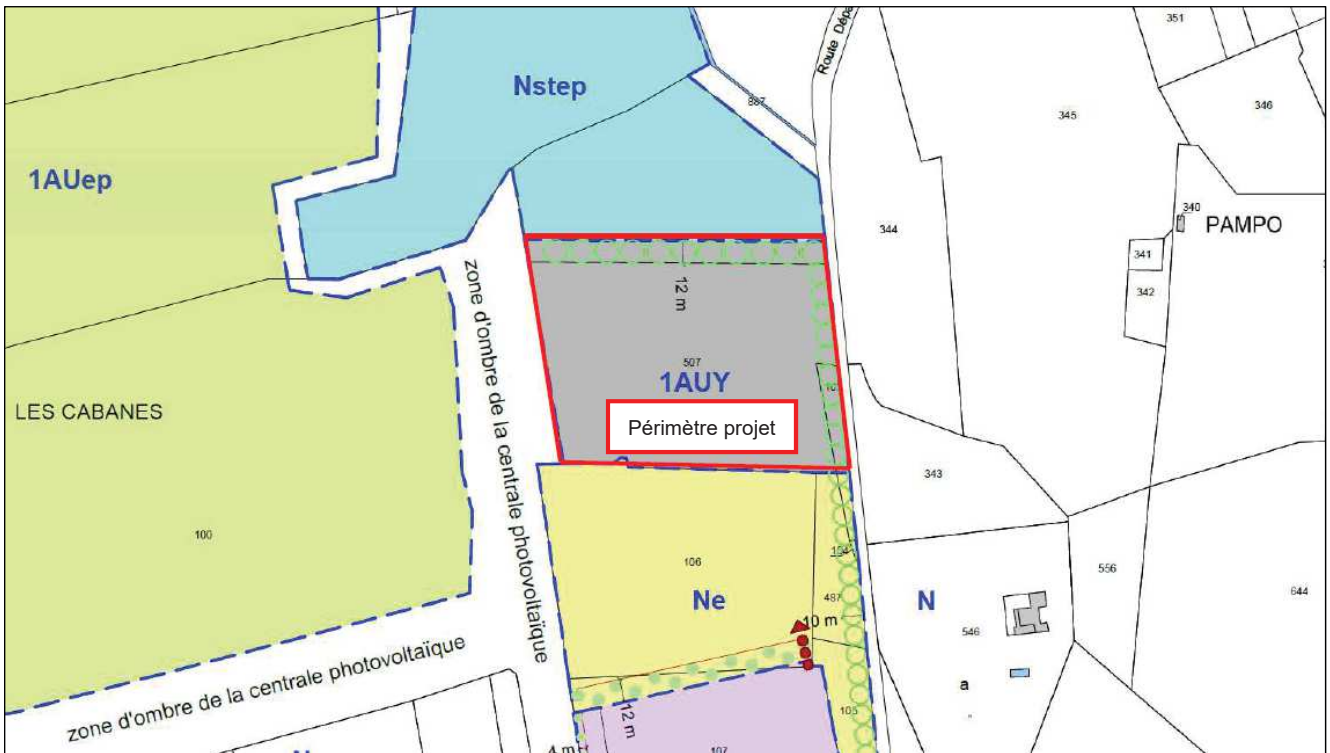 351
Route Dépa
Nstep
887
346
345
1AUep
340
PAMPO
344
341
342
12 m
507
1AUY
LES CABANES
Périmètre projet
zone d'ombre de la centrale photovoltaïque
343
100
106
104
556
Ne
487
N
644
10 m
546
zone d'ombre de la centrale photovoltaïque
a
12 m
105
4 m
107